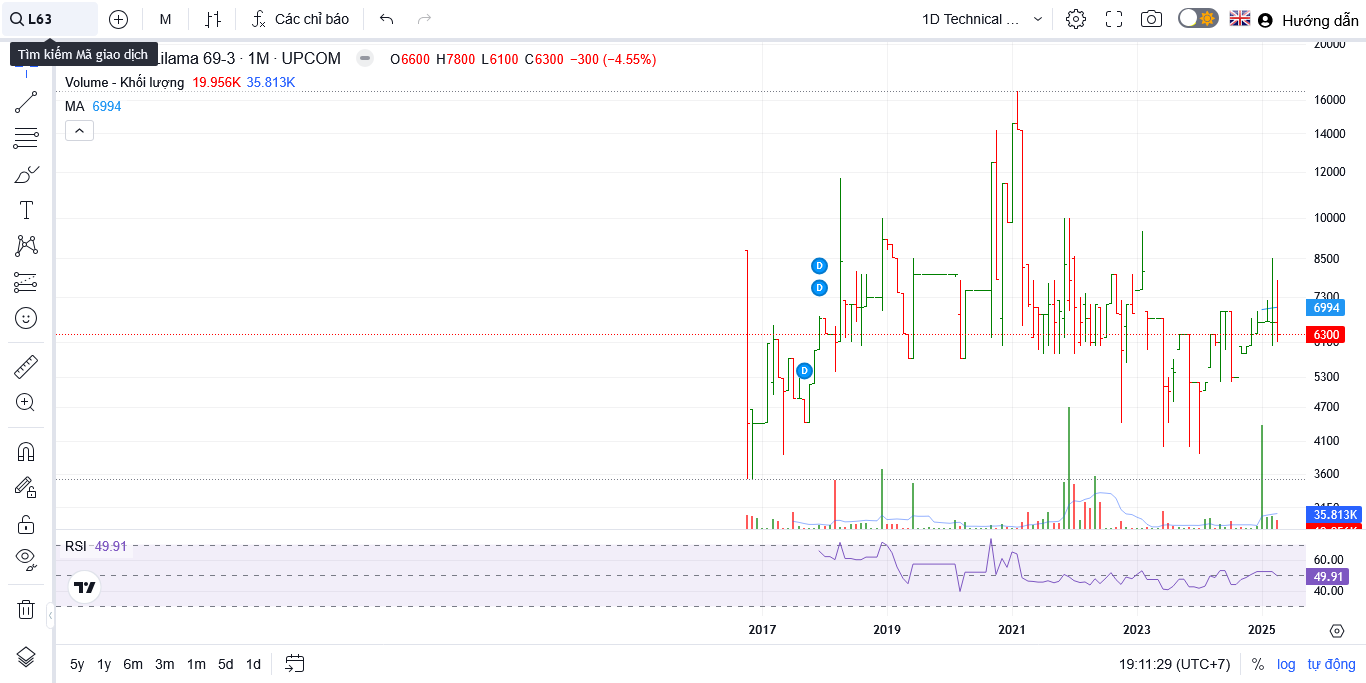 L63
M
Các chỉ báo
1D Technical ...
Hướng dẫn
Tìm kiếm Mã giao dịch
Lilama 69-3 · 1M · UPCOM
O6600 H7800 L6100 C6300 −300 (−4.55%)
Volume - Khối lượng 19.956K 35.813K
MA 6994
20000
16000
14000
12000
10000
8500
7300
6994
6300
6100
5300
4700
4100
3600
35.813K
D
D
D
RSI 49.91
60.00
49.91
40.00
2017 2019 2021 2023 2025
5y 1y 6m 3m 1m 5d 1d
19:11:29 (UTC+7) % log tự động